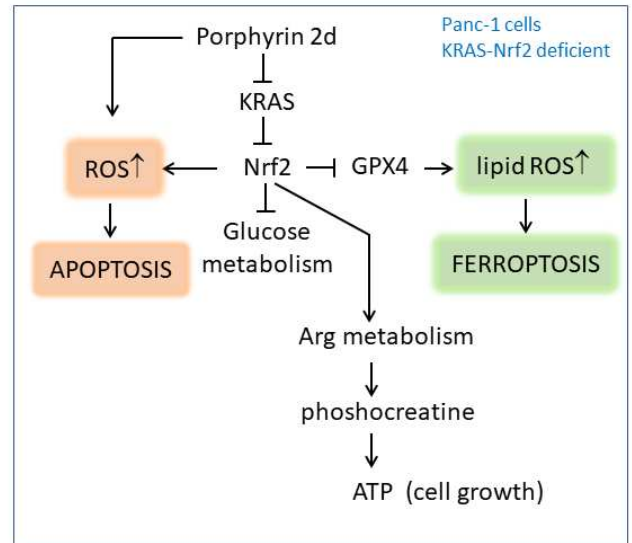 Porphyrin 2d
Panc-1 cells
KRAS-Nrf2 deficient
KRAS
ROS↑
Nrf2
GPX4
lipid ROS↑
Glucose
metabolism
APOPTOSIS
FERROPTOSIS
Arg metabolism
phoshocreatine
ATP (cell growth)